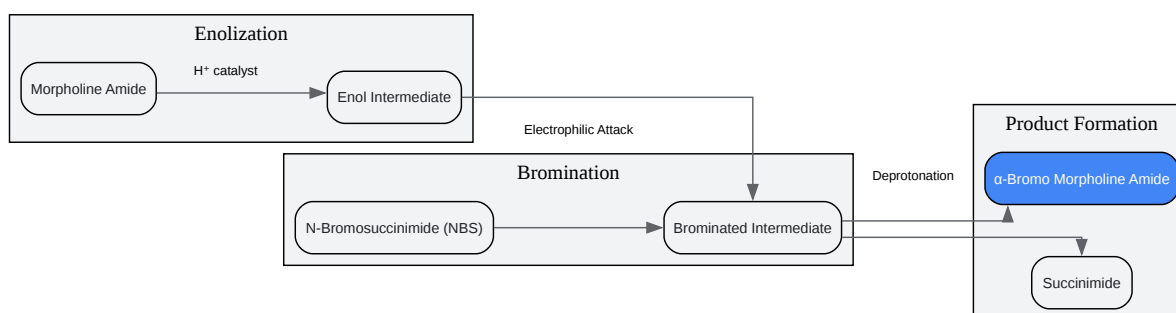 Enolization
H⁺ catalyst
Morpholine Amide
Enol Intermediate
Electrophilic Attack
Bromination
N-Bromosuccinimide (NBS)
Brominated Intermediate
Deprotonation
Product Formation
α-Bromo Morpholine Amide
Succinimide